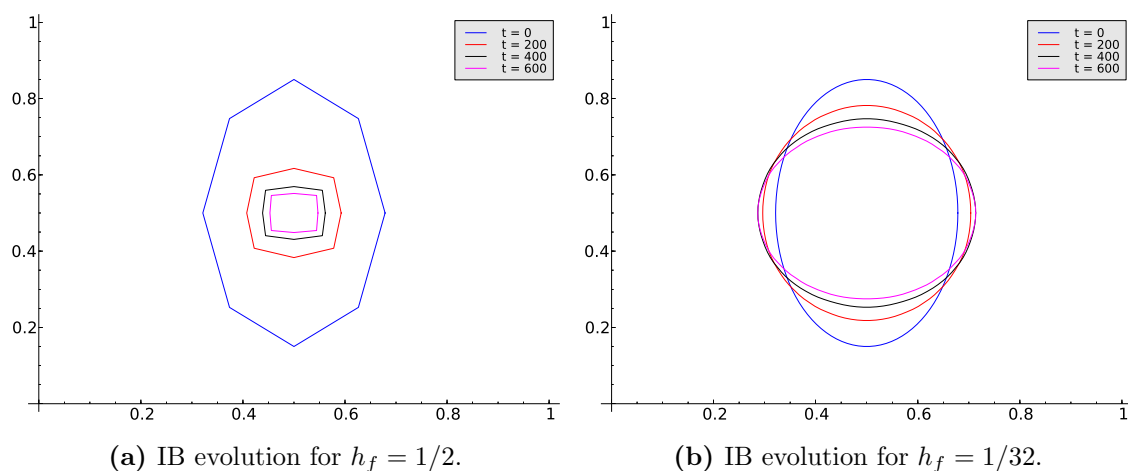 1
t = 0
t = 200
t = 400
t = 600
0.8
0.6
0.4
0.2
0.2 0.4 0.6 0.8 1
(a) IB evolution for h_f = 1/2.
1
t = 0
t = 200
t = 400
t = 600
0.8
0.6
0.4
0.2
0.2 0.4 0.6 0.8 1
(b) IB evolution for h_f = 1/32.